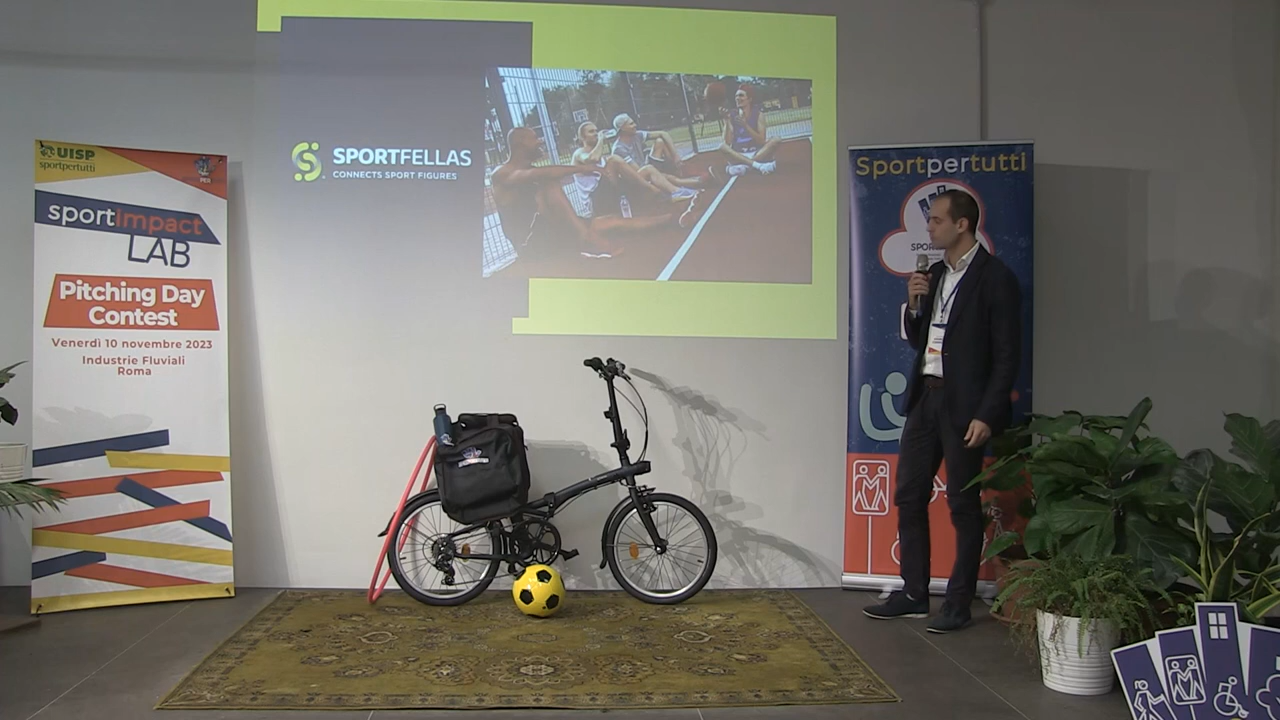 UISP
sportpertutti
sportimpact
LAB
Pitching Day
Contest
Venerdì 10 novembre 2023
Industrie Fluviali
Roma
SPORTFELLAS
CONNECTS SPORT FIGURES
Sportpertutti